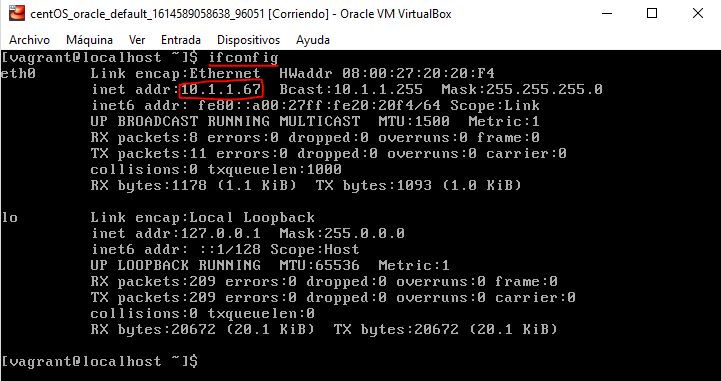 centOS_oracle_default_1614589058638_96051 [Corriendo] - Oracle VM VirtualBox
Archivo Máquina Ver Entrada Dispositivos Ayuda
[vagrant@localhost ~]$ ifconfig
eth0 Link encap:Ethernet HWaddr 08:00:27:20:20:F4
inet addr:10.1.1.67 Bcast:10.1.1.255 Mask:255.255.255.0
inet6 addr: fe80::a00:27ff:fe20:20f4/64 Scope:Link
UP BROADCAST RUNNING MULTICAST MTU:1500 Metric:1
RX packets:8 errors:0 dropped:0 overruns:0 frame:0
TX packets:11 errors:0 dropped:0 overruns:0 carrier:0
collisions:0 txqueuelen:1000
RX bytes:1178 (1.1 KiB) TX bytes:1093 (1.0 KiB)
lo Link encap:Local Loopback
inet addr:127.0.0.1 Mask:255.0.0.0
inet6 addr: ::1/128 Scope:Host
UP LOOPBACK RUNNING MTU:65536 Metric:1
RX packets:209 errors:0 dropped:0 overruns:0 frame:0
TX packets:209 errors:0 dropped:0 overruns:0 carrier:0
collisions:0 txqueuelen:0
RX bytes:20672 (20.1 KiB) TX bytes:20672 (20.1 KiB)
[vagrant@localhost ~]$